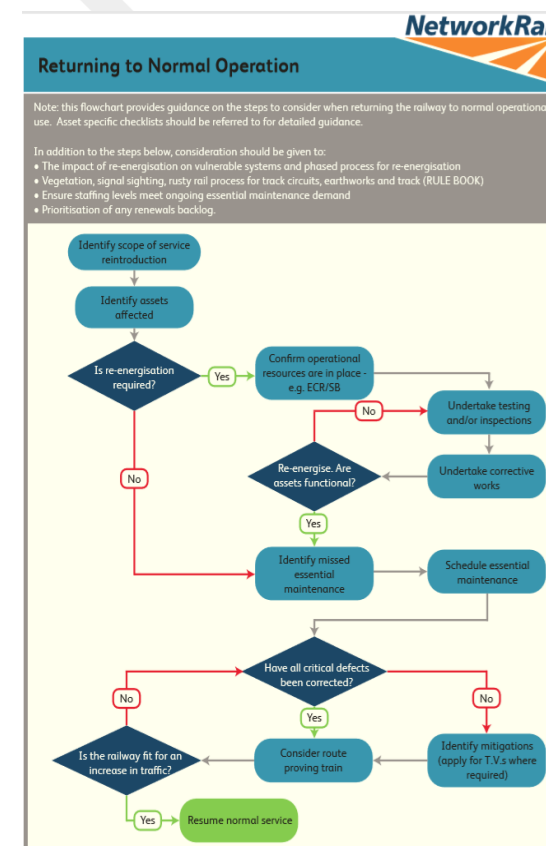 NetworkRa
Returning to Normal Operation
Note: this flowchart provides guidance on the steps to consider when returning the railway to normal operationa
use. Asset specific checklists should be referred to for detailed guidance.
In addition to the steps below, consideration should be given to:
• The impact of re-energisation on vulnerable systems and phased process for re-energisation
• Vegetation, signal sighting, rusty rail process for track circuits, earthworks and track (RULE BOOK)
• Ensure staffing levels meet ongoing essential maintenance demand
• Prioritisation of any renewals backlog.
Identify scope of service
reintroduction
Identify assets
affected
Is re-energisation
required?
Yes
Confirm operational
resources are in place -
e.g. ECR/SB
No
Undertake testing
and/or inspections
No
Re-energise. Are
assets functional?
Undertake corrective
works
Yes
Identify missed
essential
maintenance
Schedule essential
maintenance
Have all critical defects
been corrected?
No
Yes
No
Is the railway fit for an
increase in traffic?
Consider route
proving train
Identify mitigations
(apply for T.V.s where
required)
Yes
Resume normal service